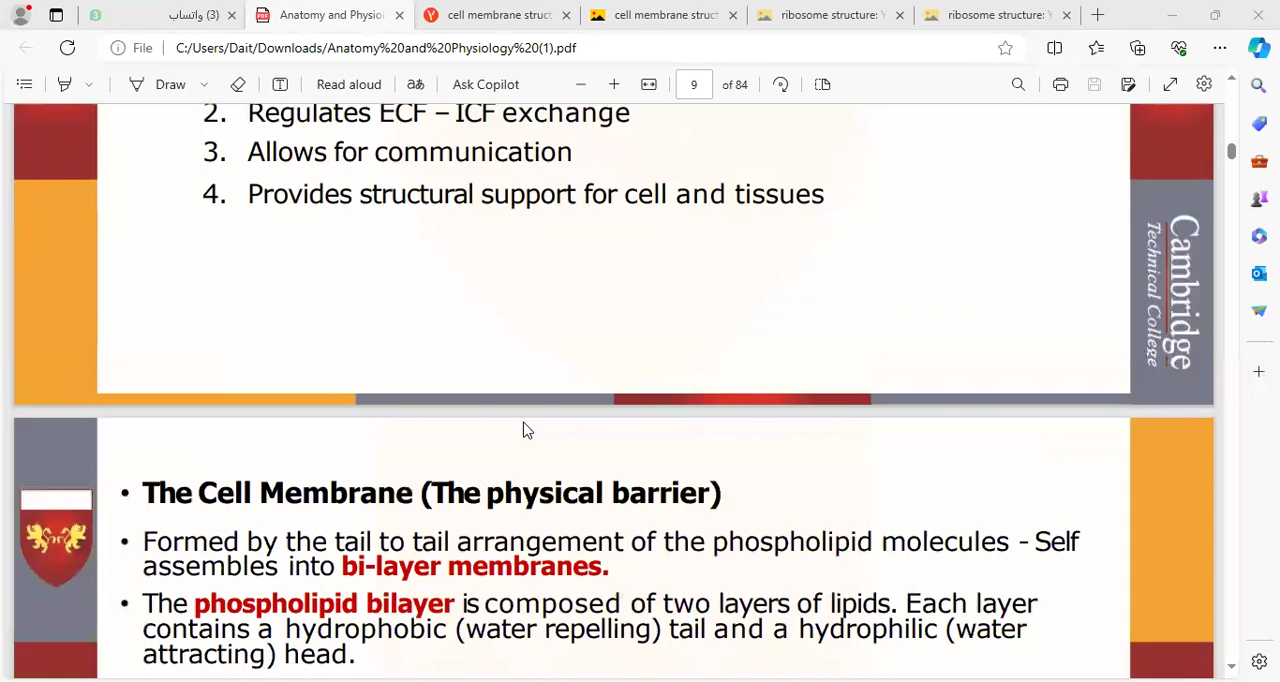 3
واتساب (3)
Anatomy and Physio
cell membrane struct
cell membrane struct
ribosome structure: Y
ribosome structure: Y
File
C:/Users/Dait/Downloads/Anatomy%20and%20Physiology%20(1).pdf
Draw
Read aloud
aあ
Ask Copilot
9
of 84
2. Regulates ECF – ICF exchange
3. Allows for communication
4. Provides structural support for cell and tissues
Cambridge
Technical College
• The Cell Membrane (The physical barrier)
• Formed by the tail to tail arrangement of the phospholipid molecules - Self
assembles into bi-layer membranes.
• The phospholipid bilayer is composed of two layers of lipids. Each layer
contains a hydrophobic (water repelling) tail and a hydrophilic (water
attracting) head.